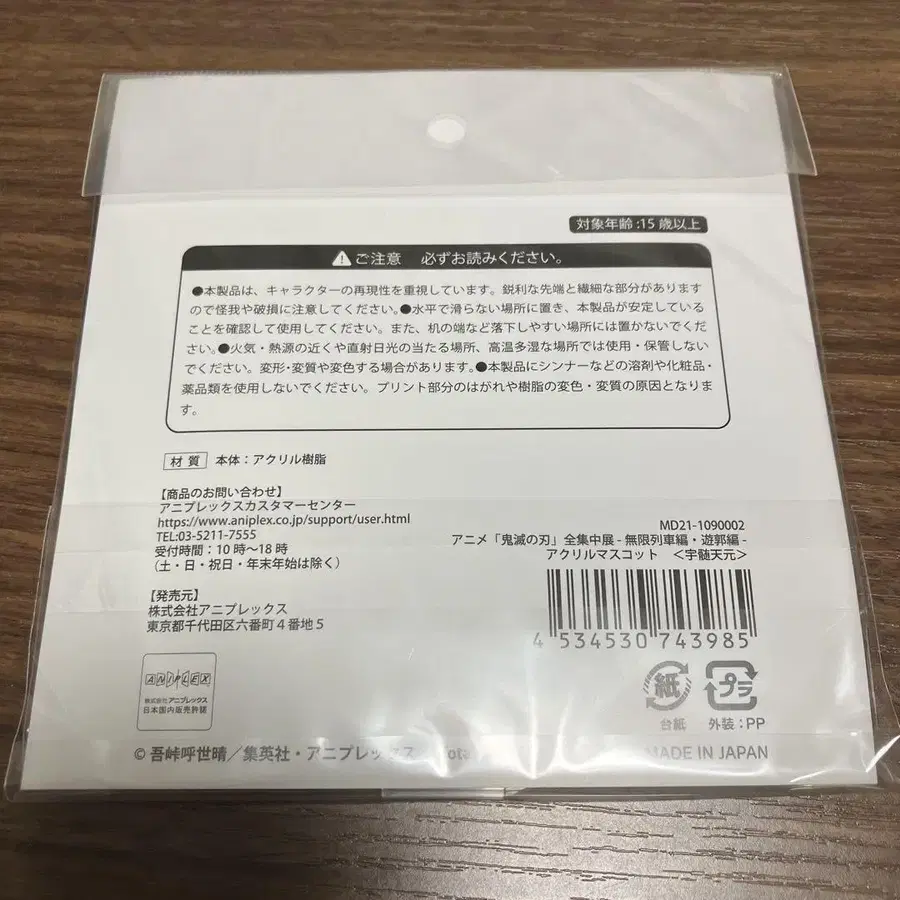 対象年齢:15歳以上
ご注意 必ずお読みください。
●本製品は、キャラクターの再現性を重視しています。鋭利な先端と繊細な部分があります
ので怪我や破損に注意してください。●水平で滑らない場所に置き、本製品が安定している
ことを確認して使用してください。また、机の端など落下しやすい場所には置かないでくだ
さい。●火気・熱源の近くや直射日光の当たる場所、高温多湿な場所では使用・保管しない
でください。変形・変質や変色する場合があります。●本製品にシンナーなどの溶剤や化粧品・
薬品類を使用しないでください。プリント部分のはがれや樹脂の変色・変質の原因となりま
す。
材質 本体:アクリル樹脂
【商品のお問い合わせ】
アニプレックスカスタマーセンター
https://www.aniplex.co.jp/support/user.html
TEL:03-5211-7555
受付時間:10時〜18時
(土・日・祝日・年末年始は除く)
【発売元】
株式会社アニプレックス
東京都千代田区六番町4番地5
MD21-1090002
アニメ「鬼滅の刃」全集中展 - 無限列車編・遊郭編 -
アクリルマスコット <宇髄天元>
4 534530 743985
ANIPLEX
株式会社アニプレックス
日本国内販売許諾
紙
台紙
プラ
外装:PP
© 吾峠呼世晴/集英社・アニプレックス
MADE IN JAPAN